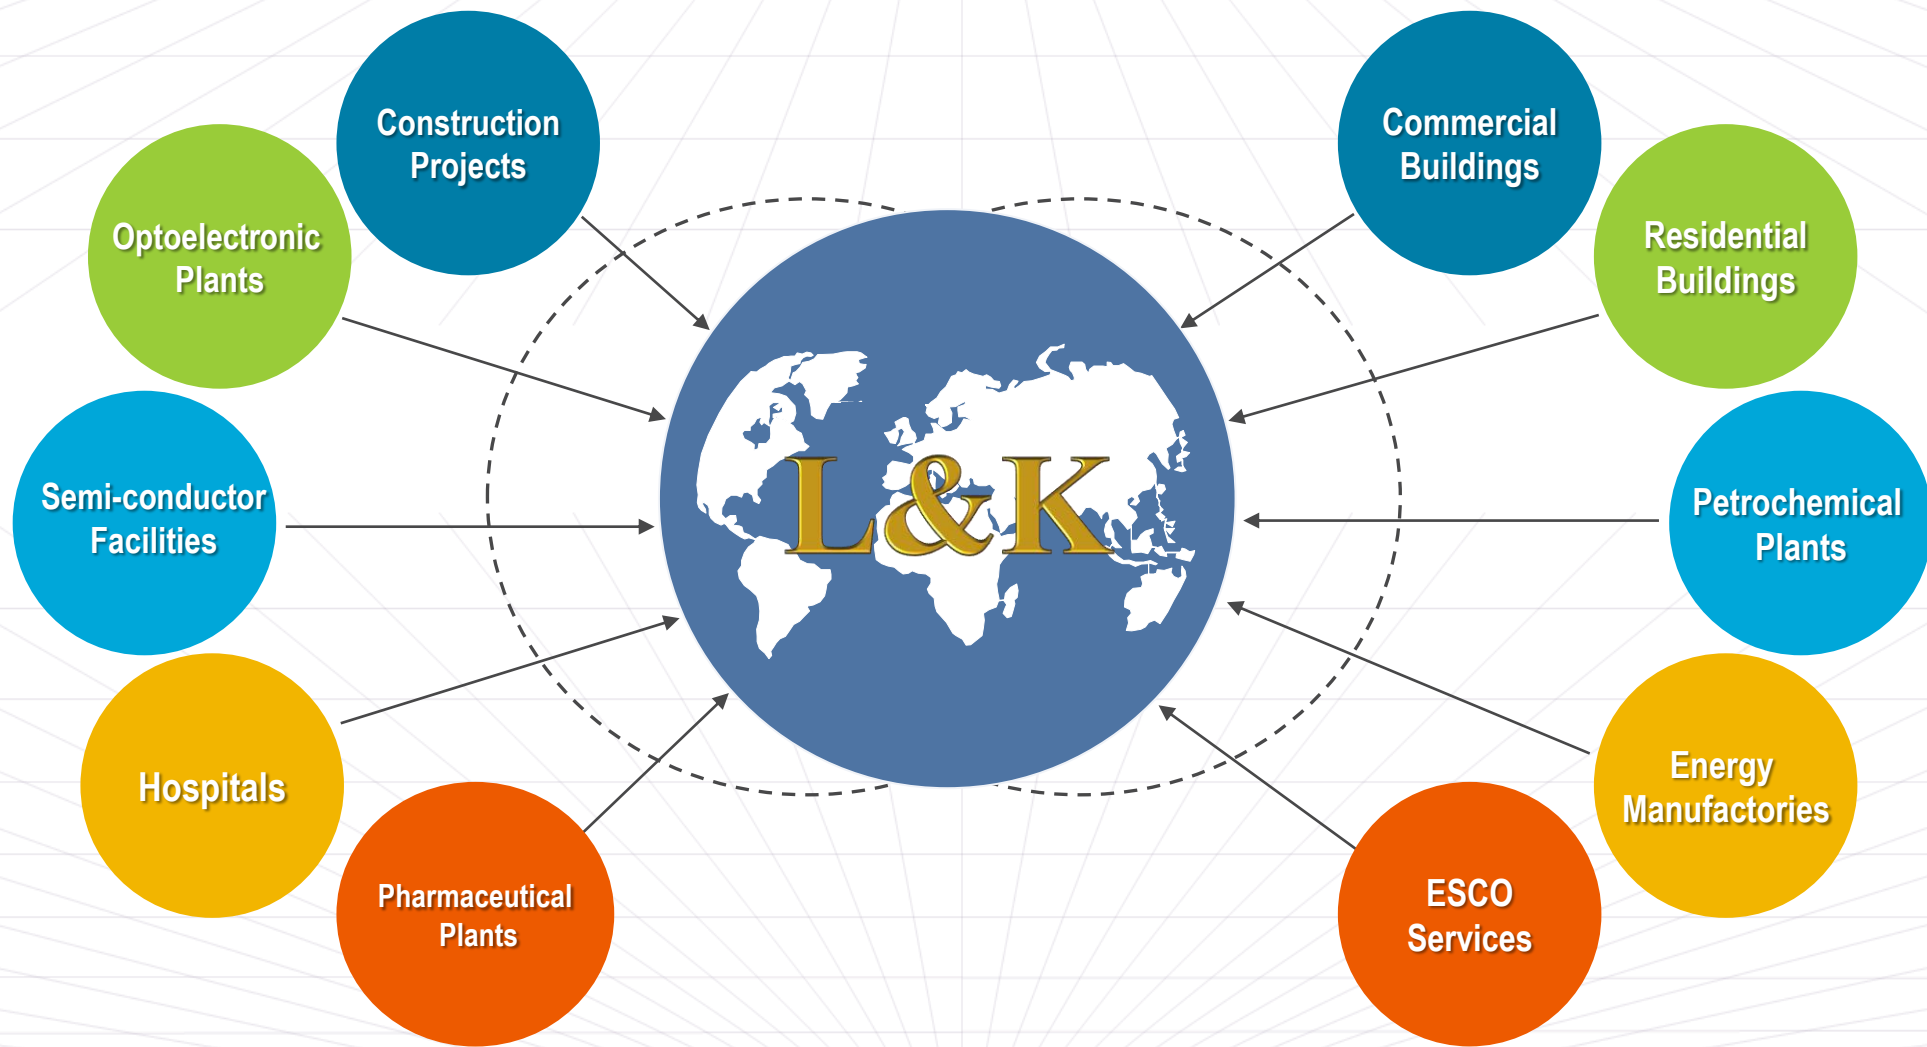 Construction
Projects
Optoelectronic
Plants
Semi-conductor
Facilities
Hospitals
Pharmaceutical
Plants
L&K
Commercial
Buildings
Residential
Buildings
Petrochemical
Plants
Energy
Manufactories
ESCO
Services